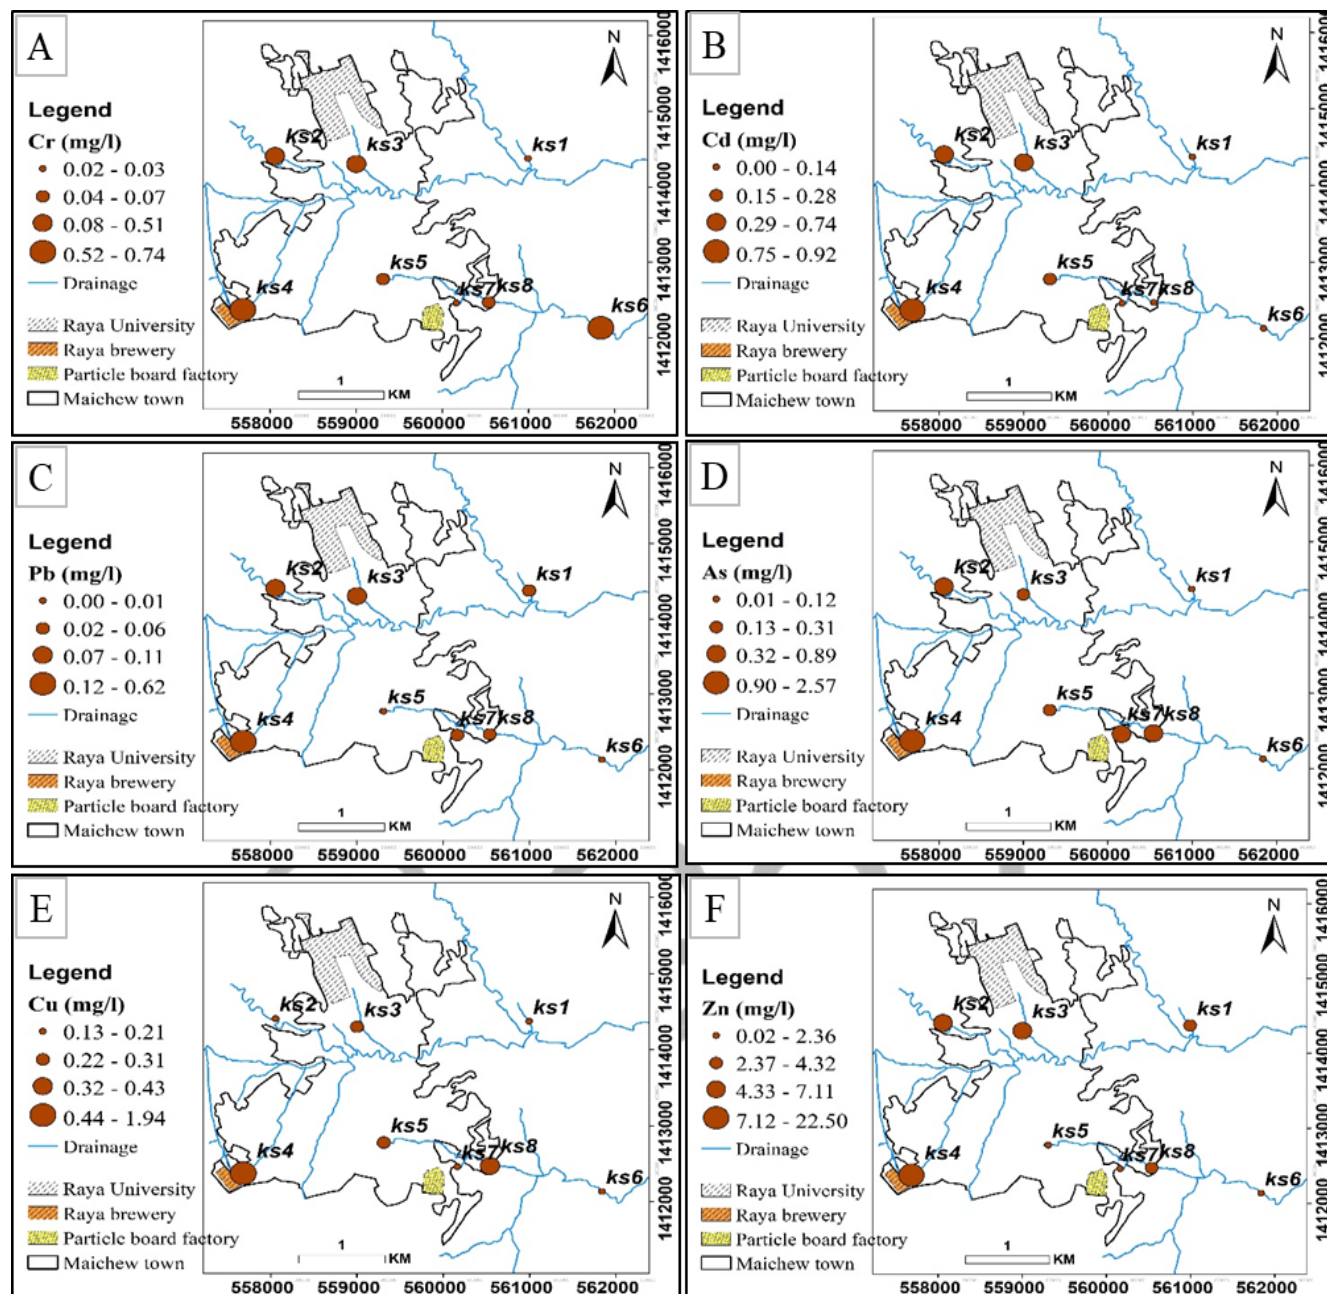 A
N
Legend
Cr (mg/l)
0.02 - 0.03
0.04 - 0.07
0.08 - 0.51
0.52 - 0.74
Drainage
Raya University
Raya brewery
Particle board factory
Maichew town
ks2
ks3
ks1
ks5
ks4
ks7
ks8
ks6
1
KM
1416000
1415000
1414000
1413000
1412000
558000 559000 560000 561000 562000
B
N
Legend
Cd (mg/l)
0.00 - 0.14
0.15 - 0.28
0.29 - 0.74
0.75 - 0.92
Drainage
Raya University
Raya brewery
Particle board factory
Maichew town
ks2
ks3
ks1
ks5
ks4
ks7
ks8
ks6
1
KM
1416000
1415000
1414000
1413000
1412000
558000 559000 560000 561000 562000
C
N
Legend
Pb (mg/l)
0.00 - 0.01
0.02 - 0.06
0.07 - 0.11
0.12 - 0.62
Drainage
Raya University
Raya brewery
Particle board factory
Maichew town
ks2
ks3
ks1
ks5
ks4
ks7
ks8
ks6
1
KM
1416000
1415000
1414000
1413000
1412000
558000 559000 560000 561000 562000
D
N
Legend
As (mg/l)
0.01 - 0.12
0.13 - 0.31
0.32 - 0.89
0.90 - 2.57
Drainage
Raya University
Raya brewery
Particle board factory
Maichew town
ks2
ks3
ks1
ks5
ks4
ks7
ks8
ks6
1
KM
1416000
1415000
1414000
1413000
1412000
558000 559000 560000 561000 562000
E
N
Legend
Cu (mg/l)
0.13 - 0.21
0.22 - 0.31
0.32 - 0.43
0.44 - 1.94
Drainage
Raya University
Raya brewery
Particle board factory
Maichew town
ks2
ks3
ks1
ks5
ks4
ks7
ks8
ks6
1
KM
1416000
1415000
1414000
1413000
1412000
558000 559000 560000 561000 562000
F
N
Legend
Zn (mg/l)
0.02 - 2.36
2.37 - 4.32
4.33 - 7.11
7.12 - 22.50
Drainage
Raya University
Raya brewery
Particle board factory
Maichew town
ks2
ks3
ks1
ks5
ks4
ks7
ks8
ks6
1
KM
1416000
1415000
1414000
1413000
1412000
558000 559000 560000 561000 562000